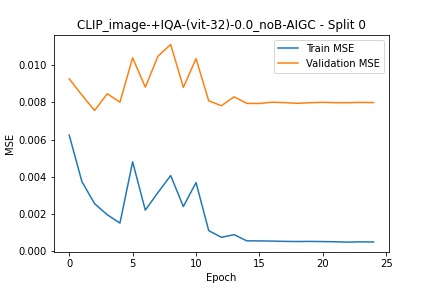 CLIP_image-+IQA-(vit-32)-0.0_noB-AIGC - Split 0
Train MSE
Validation MSE
0.010
0.008
0.006
0.004
0.002
0.000
MSE
0 5 10 15 20 25
Epoch